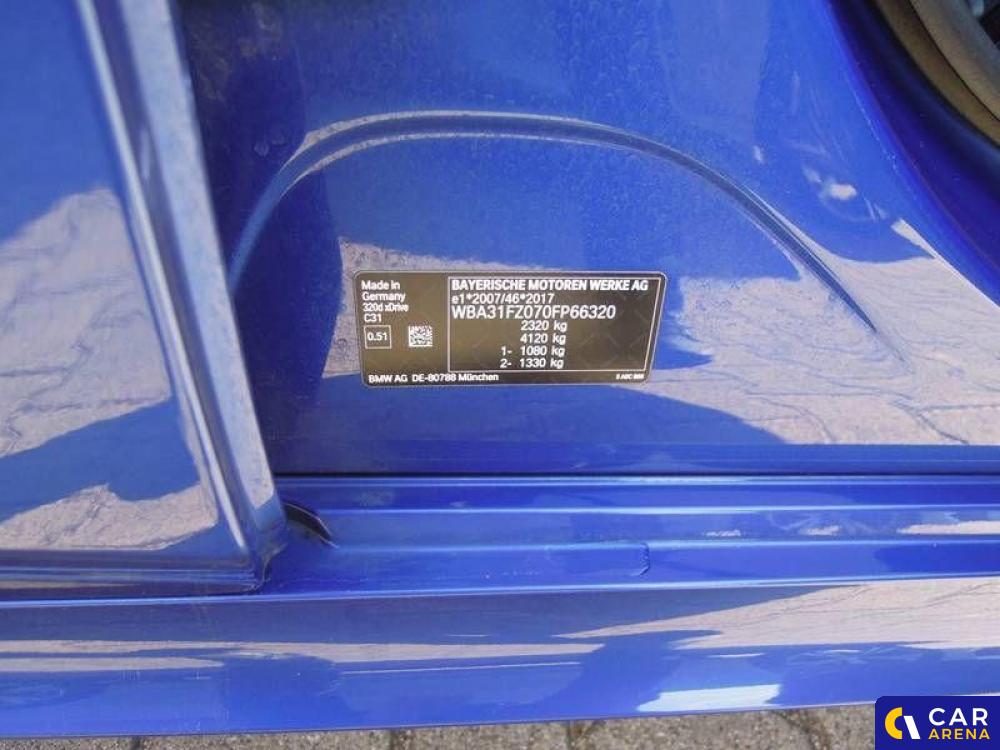 Made in
Germany
320d xDrive
C31
0.51
BAYERISCHE MOTOREN WERKE AG
e1*2007/46*2017
WBA31FZ070FP66320
2320 kg
4120 kg
1- 1080 kg
2- 1330 kg
BMW AG DE-80788 München
CAR
ARENA